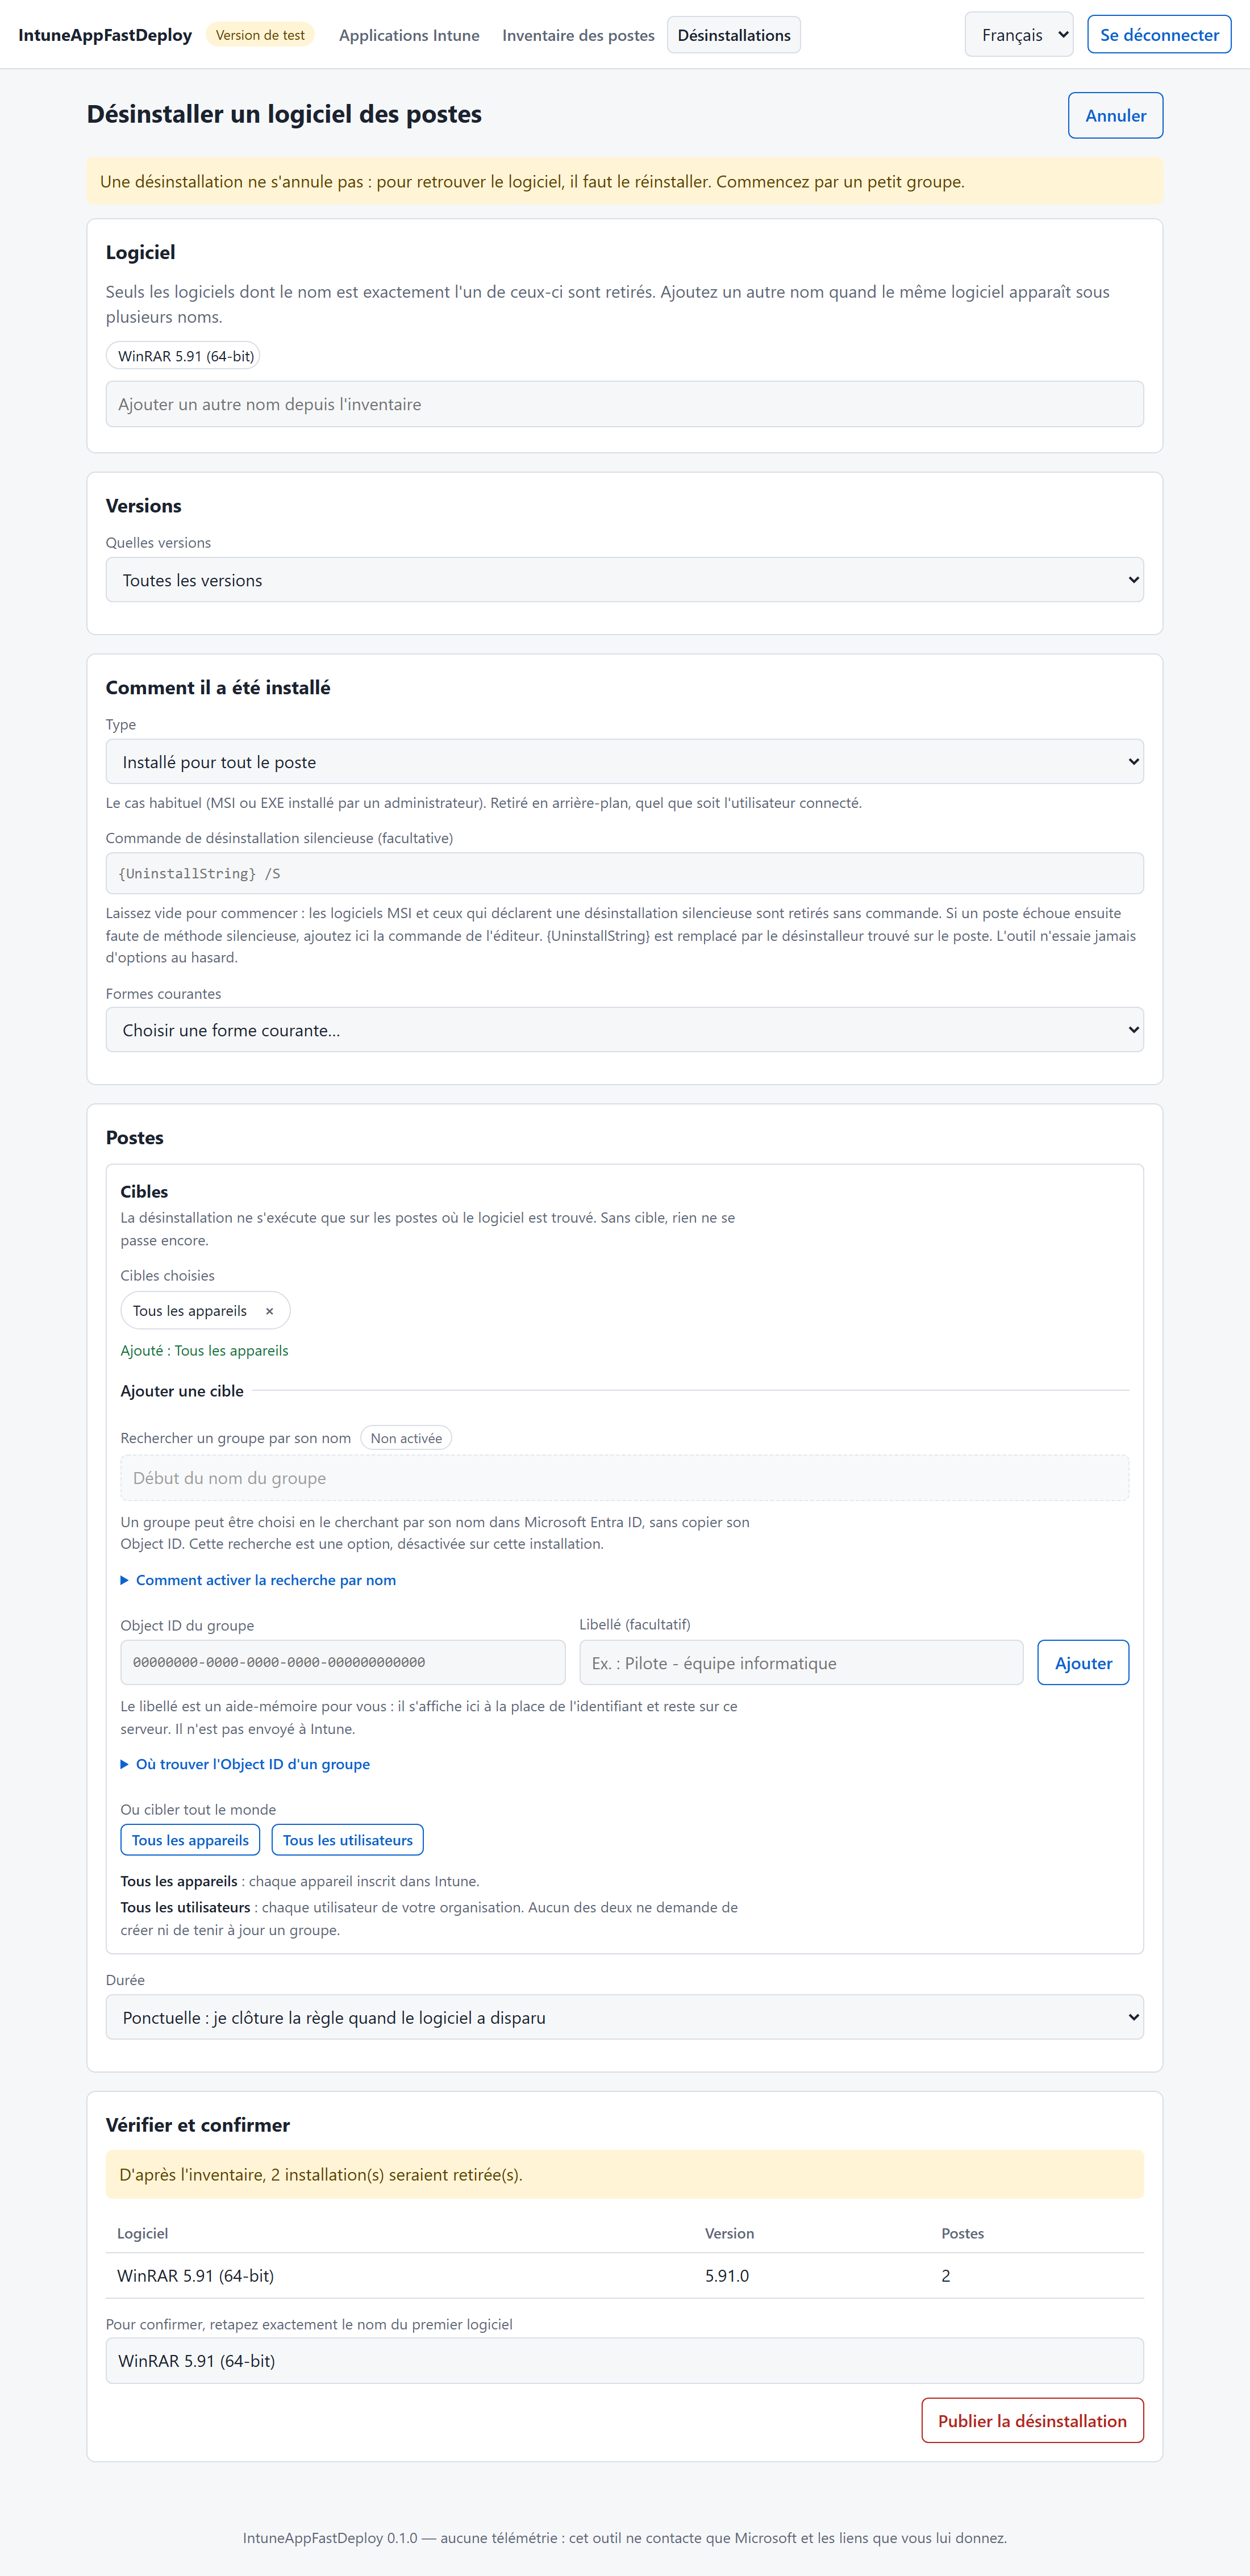 IntuneAppFastDeploy
Version de test
Applications Intune
Inventaire des postes
Désinstallations
Français
Se déconnecter
Désinstaller un logiciel des postes
Annuler
Une désinstallation ne s'annule pas : pour retrouver le logiciel, il faut le réinstaller. Commencez par un petit groupe.
Logiciel
Seuls les logiciels dont le nom est exactement l'un de ceux-ci sont retirés. Ajoutez un autre nom quand le même logiciel apparaît sous
plusieurs noms.
WinRAR 5.91 (64-bit)
Ajouter un autre nom depuis l'inventaire
Versions
Quelles versions
Toutes les versions
Comment il a été installé
Type
Installé pour tout le poste
Le cas habituel (MSI ou EXE installé par un administrateur). Retiré en arrière-plan, quel que soit l'utilisateur connecté.
Commande de désinstallation silencieuse (facultative)
{UninstallString} /S
Laissez vide pour commencer : les logiciels MSI et ceux qui déclarent une désinstallation silencieuse sont retirés sans commande. Si un poste échoue ensuite
faute de méthode silencieuse, ajoutez ici la commande de l'éditeur. {UninstallString} est remplacé par le désinstalleur trouvé sur le poste. L'outil n'essaie jamais
d'options au hasard.
Formes courantes
Choisir une forme courante...
Postes
Cibles
La désinstallation ne s'exécute que sur les postes où le logiciel est trouvé. Sans cible, rien ne se
passe encore.
Cibles choisies
Tous les appareils ×
Ajouté : Tous les appareils
Ajouter une cible
Rechercher un groupe par son nom
Non activée
Début du nom du groupe
Un groupe peut être choisi en le cherchant par son nom dans Microsoft Entra ID, sans copier son
Object ID. Cette recherche est une option, désactivée sur cette installation.
Comment activer la recherche par nom
Object ID du groupe
Libellé (facultatif)
00000000-0000-0000-0000-000000000000
Ex. : Pilote - équipe informatique
Ajouter
Le libellé est un aide-mémoire pour vous : il s'affiche ici à la place de l'identifiant et reste sur ce
serveur. Il n'est pas envoyé à Intune.
Où trouver l'Object ID d'un groupe
Ou cibler tout le monde
Tous les appareils
Tous les utilisateurs
Tous les appareils : chaque appareil inscrit dans Intune.
Tous les utilisateurs : chaque utilisateur de votre organisation. Aucun des deux ne demande de
créer ni de tenir à jour un groupe.
Durée
Ponctuelle : je clôture la règle quand le logiciel a disparu
Vérifier et confirmer
D'après l'inventaire, 2 installation(s) seraient retirée(s).
Logiciel Version Postes
WinRAR 5.91 (64-bit) 5.91.0 2
Pour confirmer, retapez exactement le nom du premier logiciel
WinRAR 5.91 (64-bit)
Publier la désinstallation
IntuneAppFastDeploy 0.1.0 — aucune télémétrie : cet outil ne contacte que Microsoft et les liens que vous lui donnez.